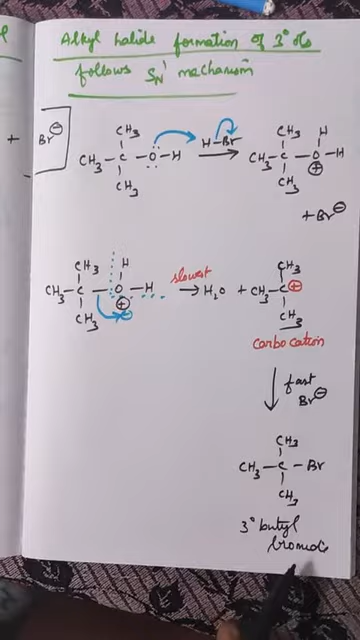 Alkyl halide formation of 3° ols
follows SN1 mechanism
+ Br⊖
CH3 CH3 H
CH3–C–O–H H–Br → CH3–C–O–H
CH3 CH3 ⊕
+ Br⊖
CH3 H CH3
CH3–C–O–H slowest → H2O + CH3–C⊕
CH3 ⊕ ⊖ CH3
carbocation
fast
Br⊖
CH3
CH3–C–Br
CH3
3° butyl
bromide